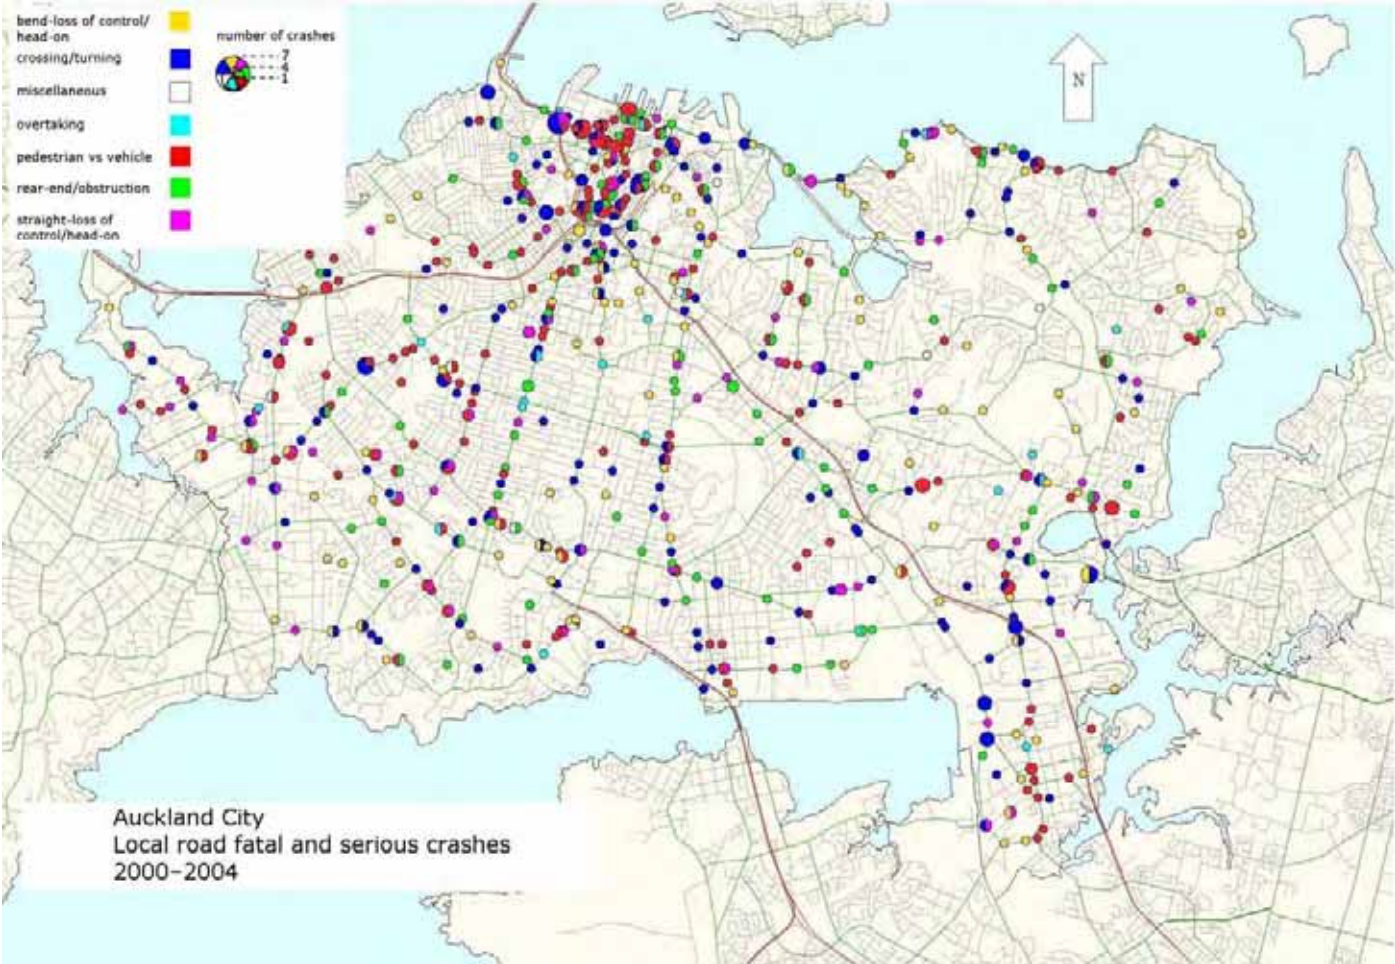 bend-loss of control/
head-on
crossing/turning
miscellaneous
overtaking
pedestrian vs vehicle
rear-end/obstruction
straight-loss of
control/head-on
number of crashes
7
4
1
N
Auckland City
Local road fatal and serious crashes
2000–2004